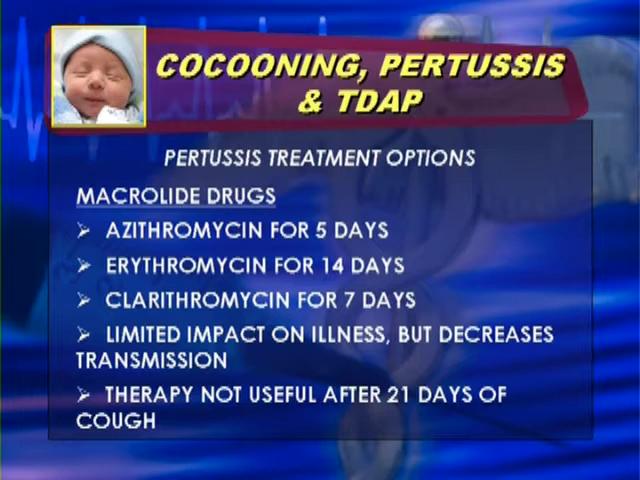 COCOONING, PERTUSSIS
& TDAP
PERTUSSIS TREATMENT OPTIONS
MACROLIDE DRUGS
➢ AZITHROMYCIN FOR 5 DAYS
➢ ERYTHROMYCIN FOR 14 DAYS
➢ CLARITHROMYCIN FOR 7 DAYS
➢ LIMITED IMPACT ON ILLNESS, BUT DECREASES
TRANSMISSION
➢ THERAPY NOT USEFUL AFTER 21 DAYS OF
COUGH